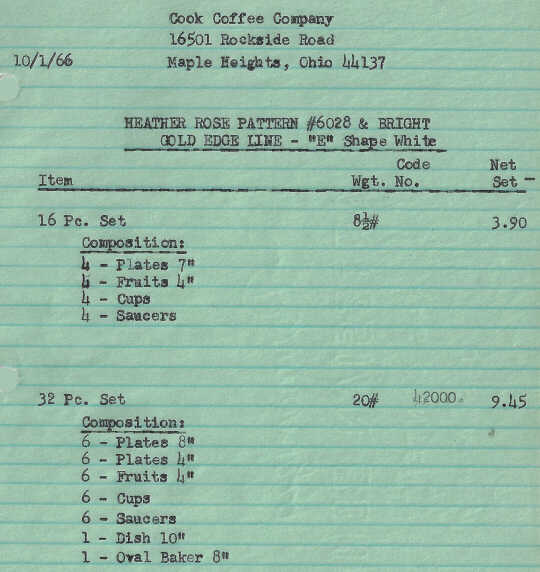 Cook Coffee Company
16501 Rockside Road
10/1/66 Maple Heights, Ohio 44137
HEATHER ROSE PATTERN #6028 & BRIGHT
GOLD EDGE LINE - "E" Shape White
Code Net
Item Wgt. No. Set -
16 Pc. Set 8½# 3.90
Composition:
4 - Plates 7"
4 - Fruits 4"
4 - Cups
4 - Saucers
32 Pc. Set 20# 42000. 9.45
Composition:
6 - Plates 8"
6 - Plates 4"
6 - Fruits 4"
6 - Cups
6 - Saucers
1 - Dish 10"
1 - Oval Baker 8"